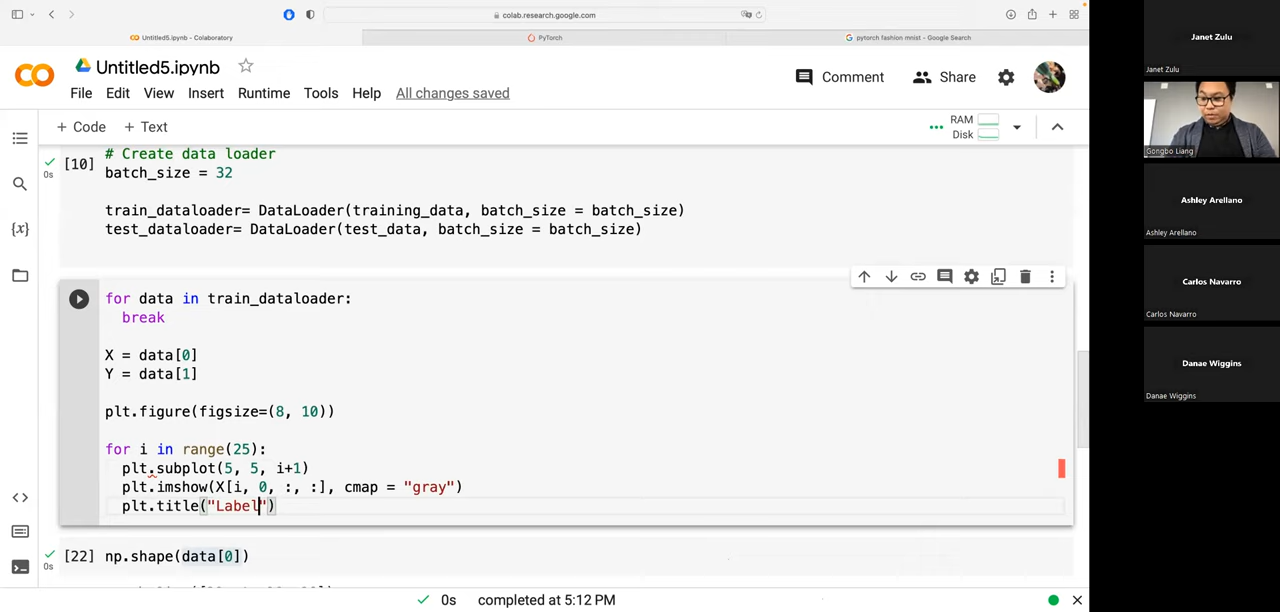 colab.research.google.com
Untitled5.ipynb - Colaboratory
PyTorch
pytorch fashion mnist - Google Search
Untitled5.ipynb
Comment
Share
File Edit View Insert Runtime Tools Help All changes saved
+ Code + Text
RAM
Disk
[10]
0s
# Create data loader
batch_size = 32
train_dataloader= DataLoader(training_data, batch_size = batch_size)
test_dataloader= DataLoader(test_data, batch_size = batch_size)
for data in train_dataloader:
break
X = data[0]
Y = data[1]
plt.figure(figsize=(8, 10))
for i in range(25):
plt.subplot(5, 5, i+1)
plt.imshow(X[i, 0, :, :], cmap = "gray")
plt.title("Label")
[22] np.shape(data[0])
0s
0s completed at 5:12 PM
Janet Zulu
Janet Zulu
Gongbo Liang
Ashley Arellano
Ashley Arellano
Carlos Navarro
Carlos Navarro
Danae Wiggins
Danae Wiggins